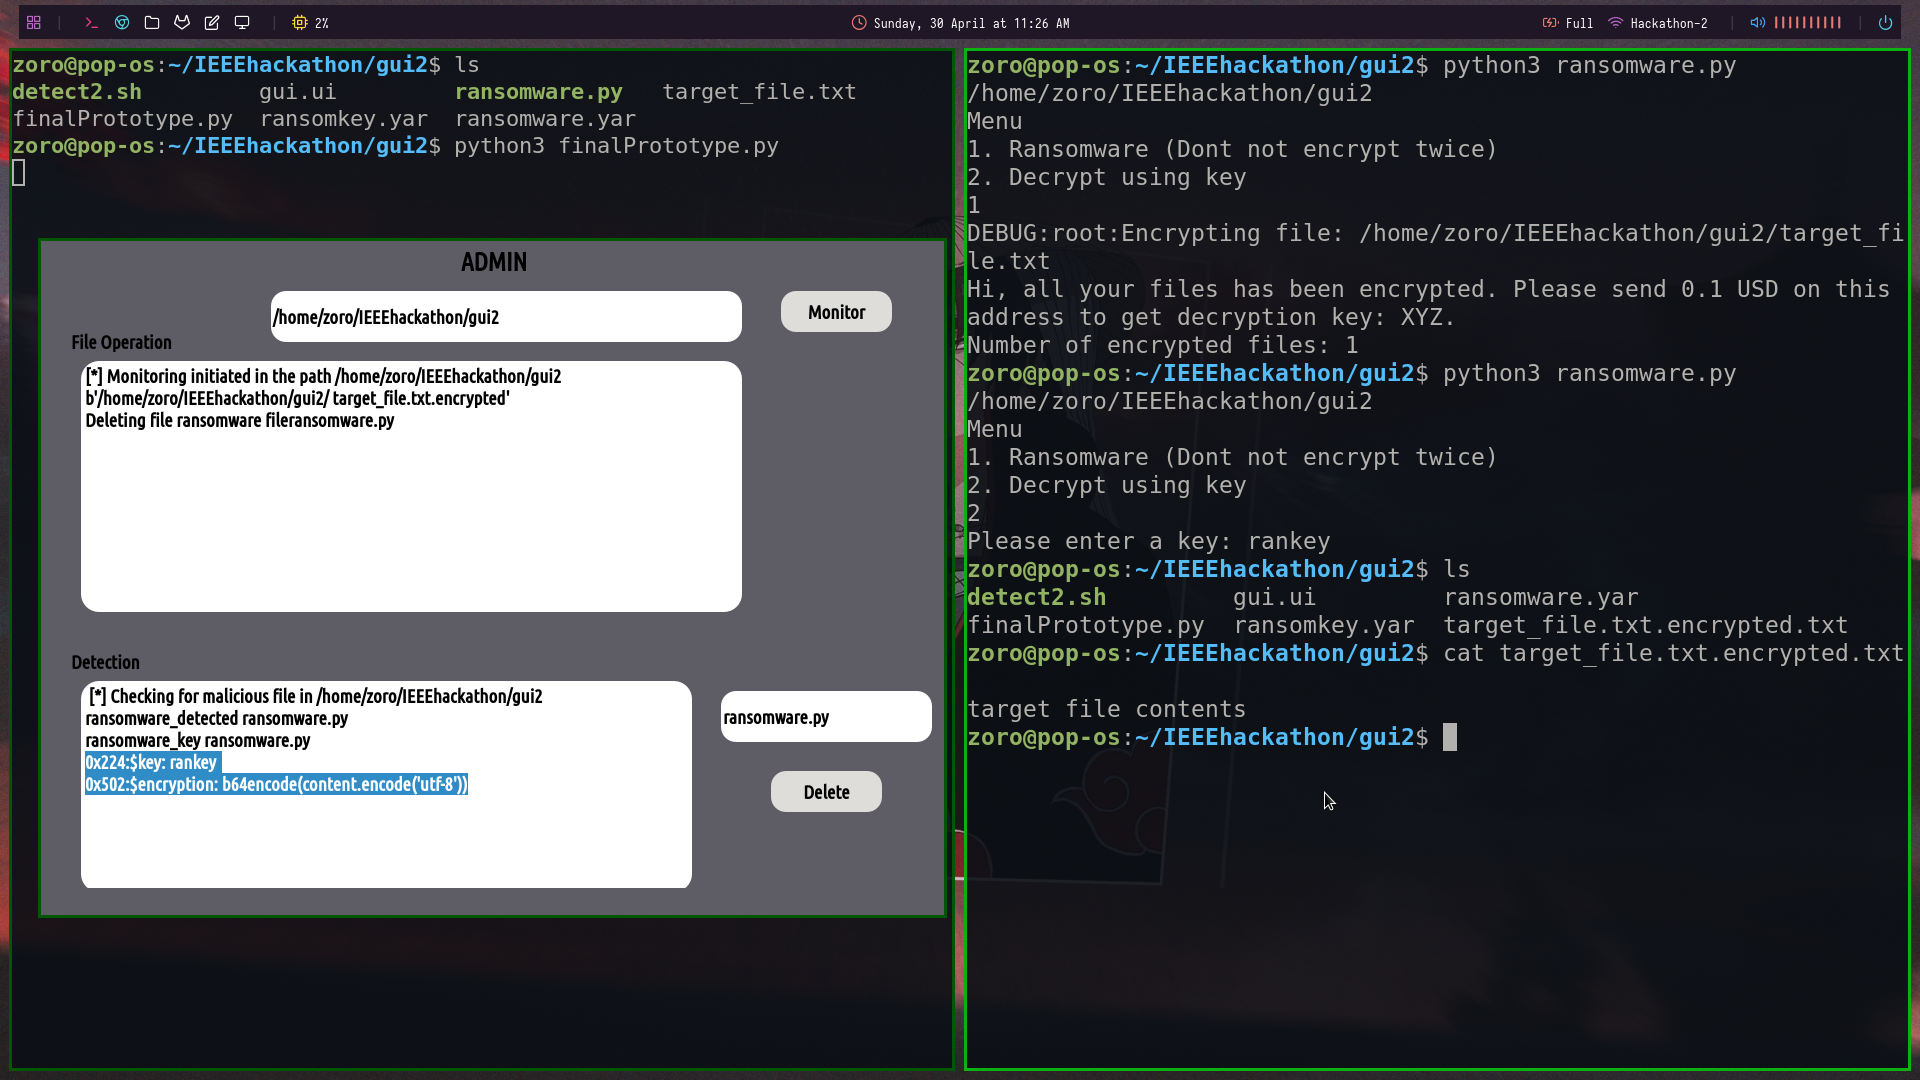 2%
Sunday, 30 April at 11:26 AM
Full
Hackathon-2
zoro@pop-os:~/IEEEhackathon/gui2$ ls
detect2.sh gui.ui ransomware.py target_file.txt
finalPrototype.py ransomkey.yar ransomware.yar
zoro@pop-os:~/IEEEhackathon/gui2$ python3 finalPrototype.py
ADMIN
/home/zoro/IEEEhackathon/gui2
Monitor
File Operation
[*] Monitoring initiated in the path /home/zoro/IEEEhackathon/gui2
b'/home/zoro/IEEEhackathon/gui2/ target_file.txt.encrypted'
Deleting file ransomware fileransomware.py
Detection
[*] Checking for malicious file in /home/zoro/IEEEhackathon/gui2
ransomware_detected ransomware.py
ransomware_key ransomware.py
0x224:$key: rankey
0x502:$encryption: b64encode(content.encode('utf-8'))
ransomware.py
Delete
zoro@pop-os:~/IEEEhackathon/gui2$ python3 ransomware.py
/home/zoro/IEEEhackathon/gui2
Menu
1. Ransomware (Dont not encrypt twice)
2. Decrypt using key
1
DEBUG:root:Encrypting file: /home/zoro/IEEEhackathon/gui2/target_fi
le.txt
Hi, all your files has been encrypted. Please send 0.1 USD on this
address to get decryption key: XYZ.
Number of encrypted files: 1
zoro@pop-os:~/IEEEhackathon/gui2$ python3 ransomware.py
/home/zoro/IEEEhackathon/gui2
Menu
1. Ransomware (Dont not encrypt twice)
2. Decrypt using key
2
Please enter a key: rankey
zoro@pop-os:~/IEEEhackathon/gui2$ ls
detect2.sh gui.ui ransomware.yar
finalPrototype.py ransomkey.yar target_file.txt.encrypted.txt
zoro@pop-os:~/IEEEhackathon/gui2$ cat target_file.txt.encrypted.txt
target file contents
zoro@pop-os:~/IEEEhackathon/gui2$